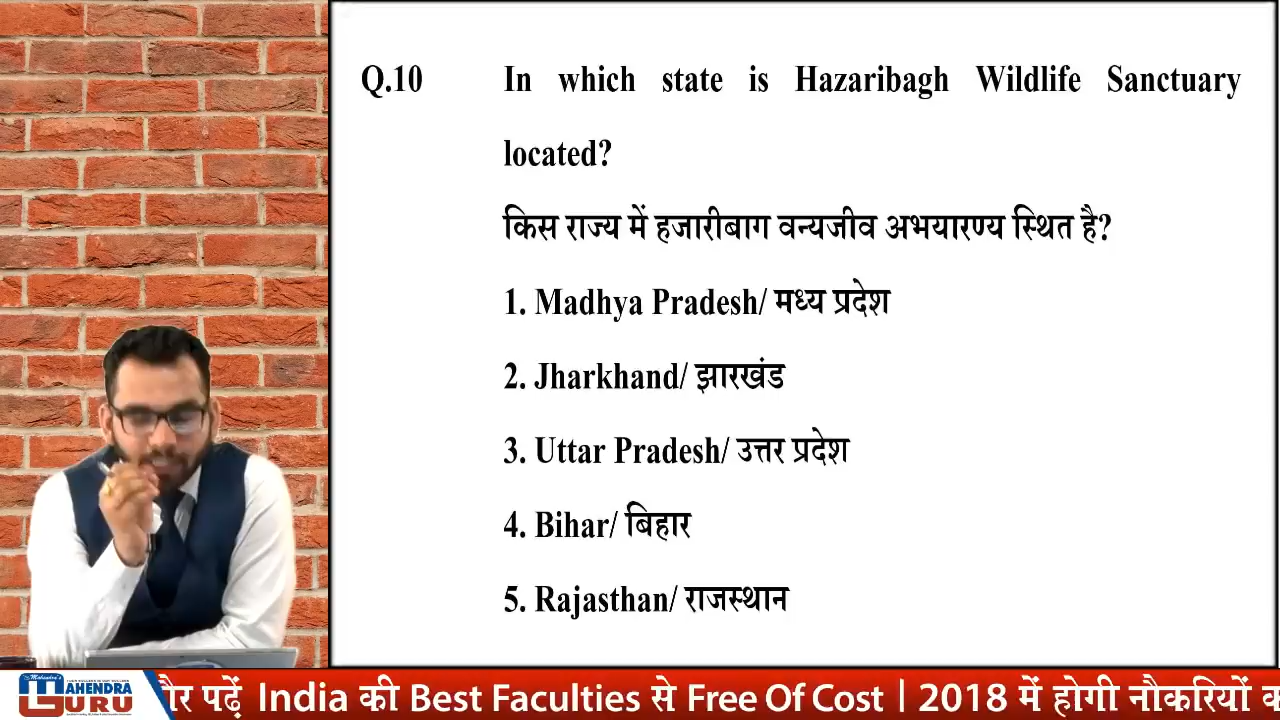 Q.10 In which state is Hazaribagh Wildlife Sanctuary
located?
किस राज्य में हजारीबाग वन्यजीव अभयारण्य स्थित है?
1. Madhya Pradesh/ मध्य प्रदेश
2. Jharkhand/ झारखंड
3. Uttar Pradesh/ उत्तर प्रदेश
4. Bihar/ बिहार
5. Rajasthan/ राजस्थान
Mahendra's
MAHENDRA
GURU
पढ़ें India की Best Faculties से Free Of Cost | 2018 में होगी नौकरियों